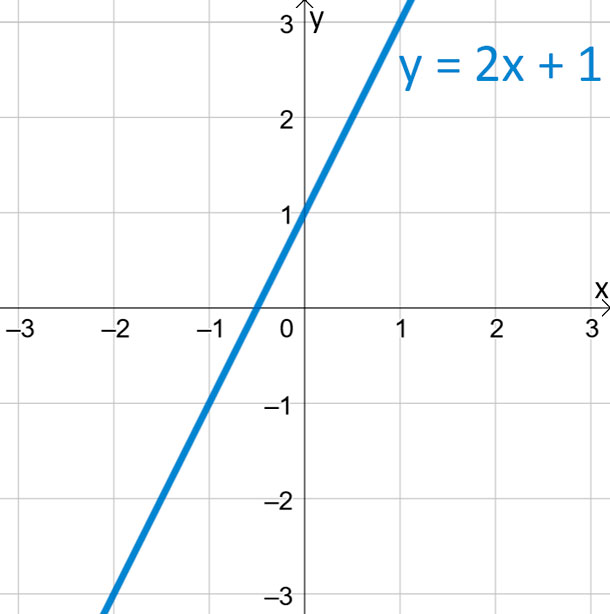 3
y
y = 2x + 1
2
1
x
–3 –2 –1 0 1 2 3
–1
–2
–3